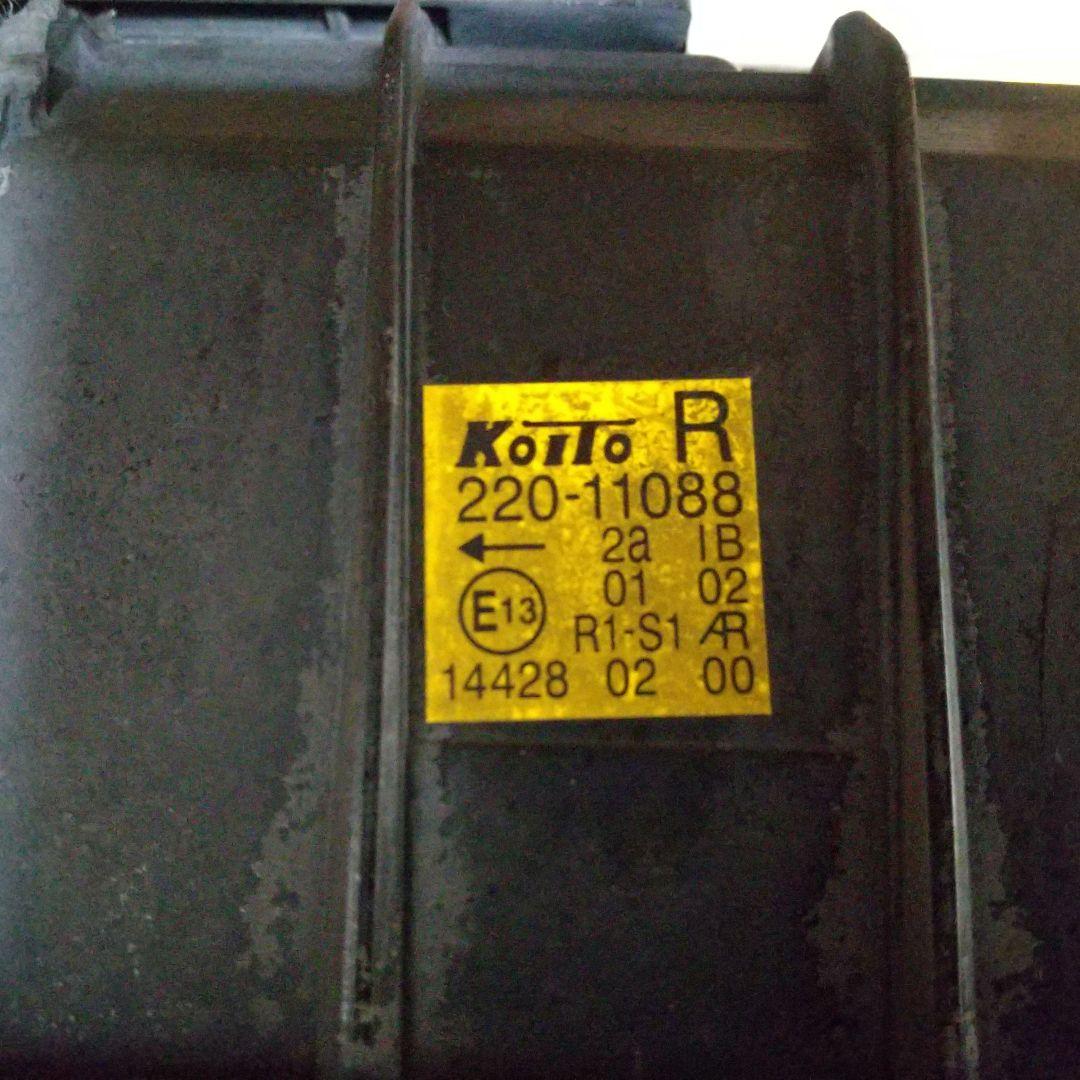 KOITO R
220-11088
← 2a IB
01 02
E13
R1-S1 AR
14428 02 00